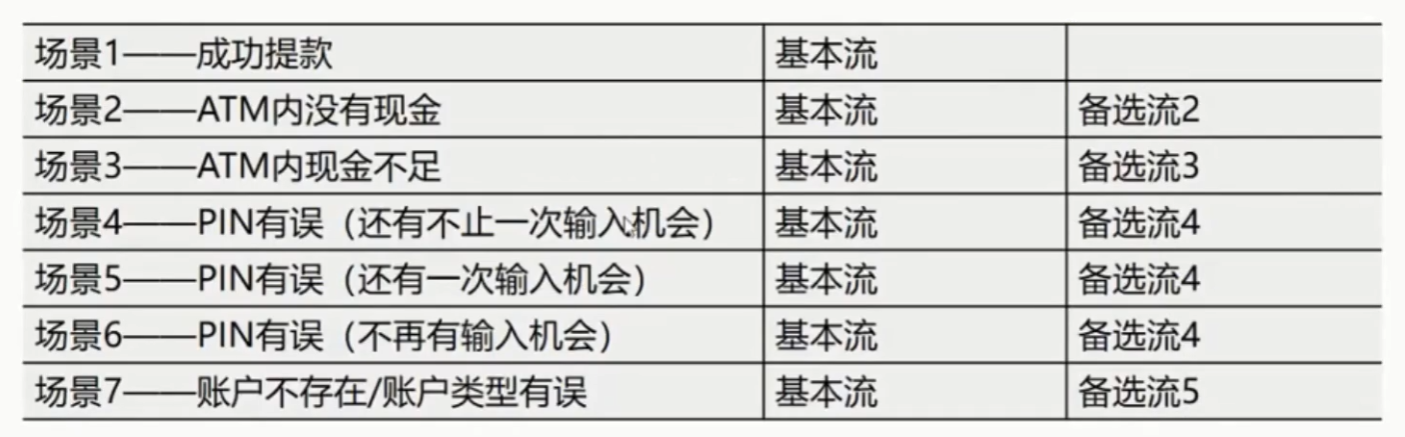 场景1——成功提款 基本流
场景2——ATM内没有现金 基本流 备选流2
场景3——ATM内现金不足 基本流 备选流3
场景4——PIN有误（还有不止一次输入机会） 基本流 备选流4
场景5——PIN有误（还有一次输入机会） 基本流 备选流4
场景6——PIN有误（不再有输入机会） 基本流 备选流4
场景7——账户不存在/账户类型有误 基本流 备选流5